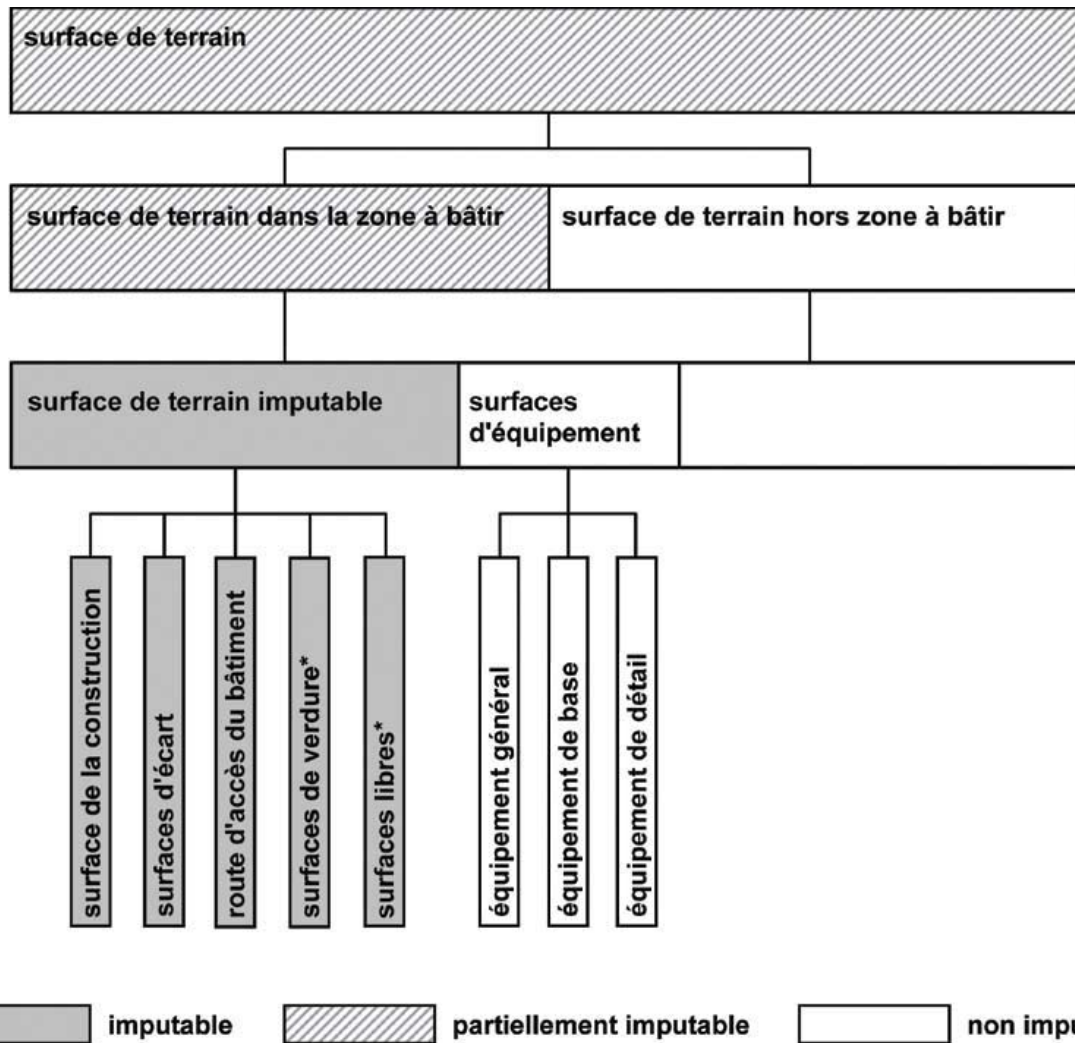 surface de terrain
surface de terrain dans la zone à bâtir
surface de terrain hors zone à bâtir
surface de terrain imputable
surfaces
d'équipement
surface de la construction
surfaces d'écart
route d'accès du bâtiment
surfaces de verdure*
surfaces libres*
équipement général
équipement de base
équipement de détail
imputable
partiellement imputable
non impu